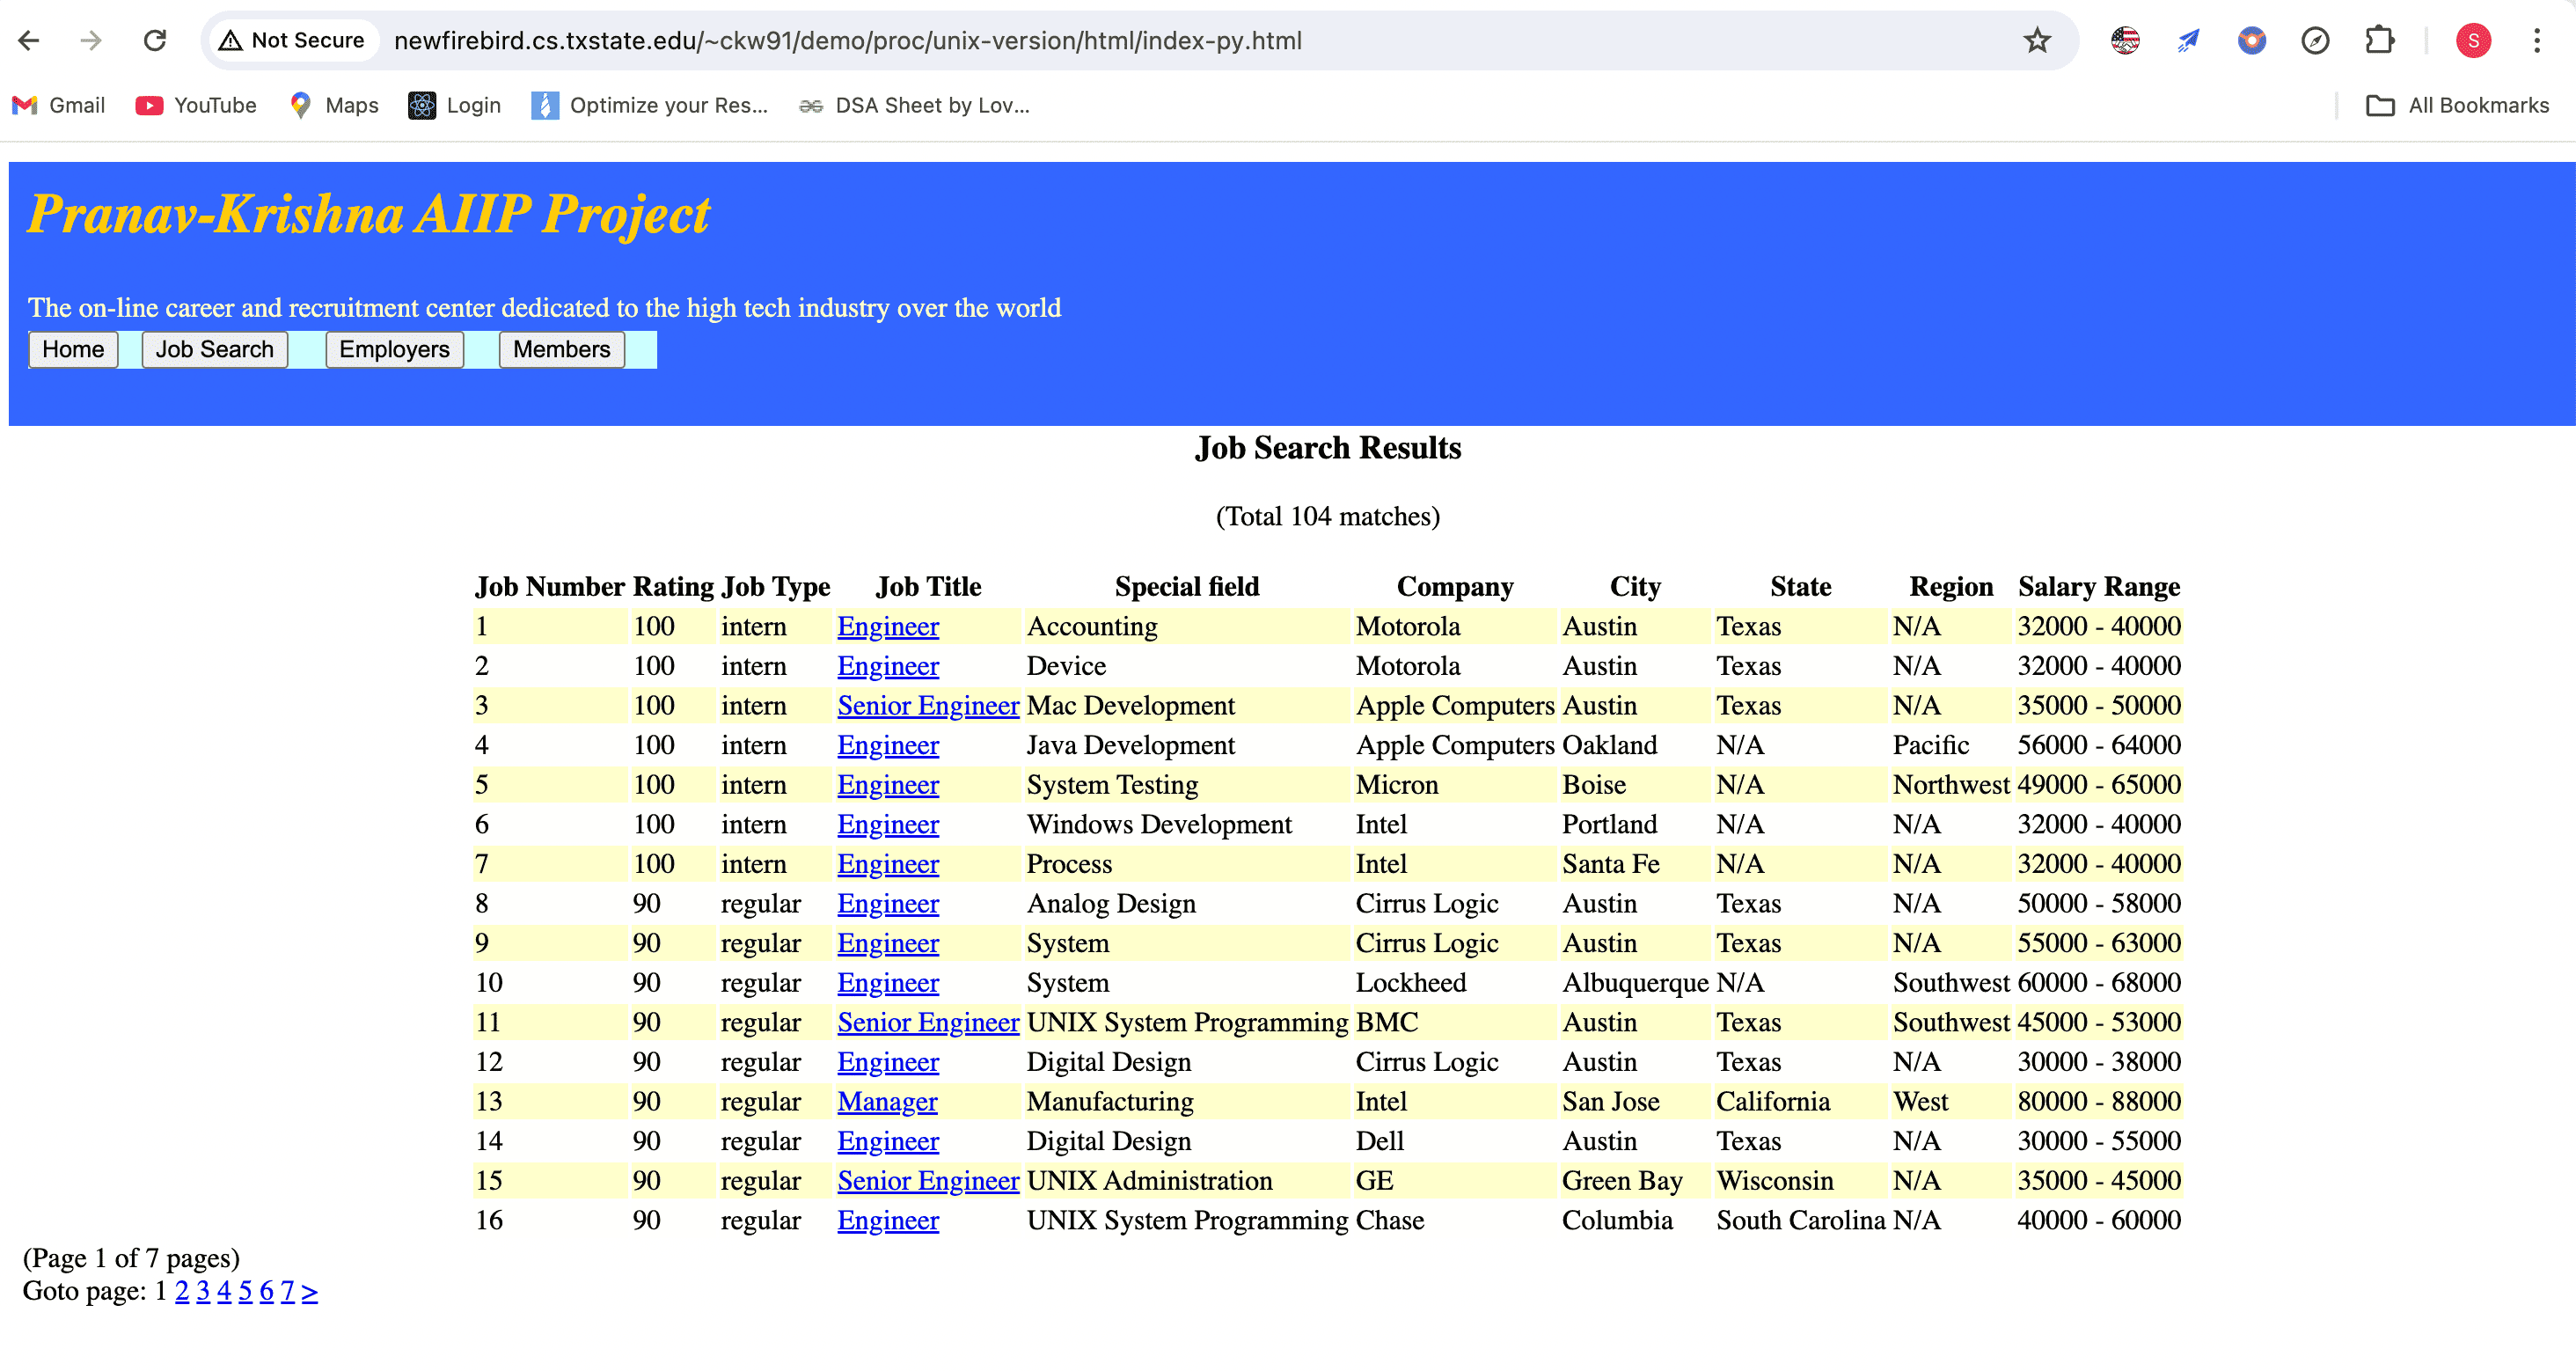 Not Secure newfirebird.cs.txstate.edu/~ckw91/demo/proc/unix-version/html/index-py.html S
Gmail YouTube Maps Login Optimize your Res... DSA Sheet by Lov... All Bookmarks
Pranav-Krishna AIIP Project
The on-line career and recruitment center dedicated to the high tech industry over the world
Home Job Search Employers Members
Job Search Results
(Total 104 matches)
Job Number Rating Job Type Job Title Special field Company City State Region Salary Range
1 100 intern Engineer Accounting Motorola Austin Texas N/A 32000 - 40000
2 100 intern Engineer Device Motorola Austin Texas N/A 32000 - 40000
3 100 intern Senior Engineer Mac Development Apple Computers Austin Texas N/A 35000 - 50000
4 100 intern Engineer Java Development Apple Computers Oakland N/A Pacific 56000 - 64000
5 100 intern Engineer System Testing Micron Boise N/A Northwest 49000 - 65000
6 100 intern Engineer Windows Development Intel Portland N/A N/A 32000 - 40000
7 100 intern Engineer Process Intel Santa Fe N/A N/A 32000 - 40000
8 90 regular Engineer Analog Design Cirrus Logic Austin Texas N/A 50000 - 58000
9 90 regular Engineer System Cirrus Logic Austin Texas N/A 55000 - 63000
10 90 regular Engineer System Lockheed Albuquerque N/A Southwest 60000 - 68000
11 90 regular Senior Engineer UNIX System Programming BMC Austin Texas Southwest 45000 - 53000
12 90 regular Engineer Digital Design Cirrus Logic Austin Texas N/A 30000 - 38000
13 90 regular Manager Manufacturing Intel San Jose California West 80000 - 88000
14 90 regular Engineer Digital Design Dell Austin Texas N/A 30000 - 55000
15 90 regular Senior Engineer UNIX Administration GE Green Bay Wisconsin N/A 35000 - 45000
16 90 regular Engineer UNIX System Programming Chase Columbia South Carolina N/A 40000 - 60000
(Page 1 of 7 pages)
Goto page: 1 2 3 4 5 6 7 >